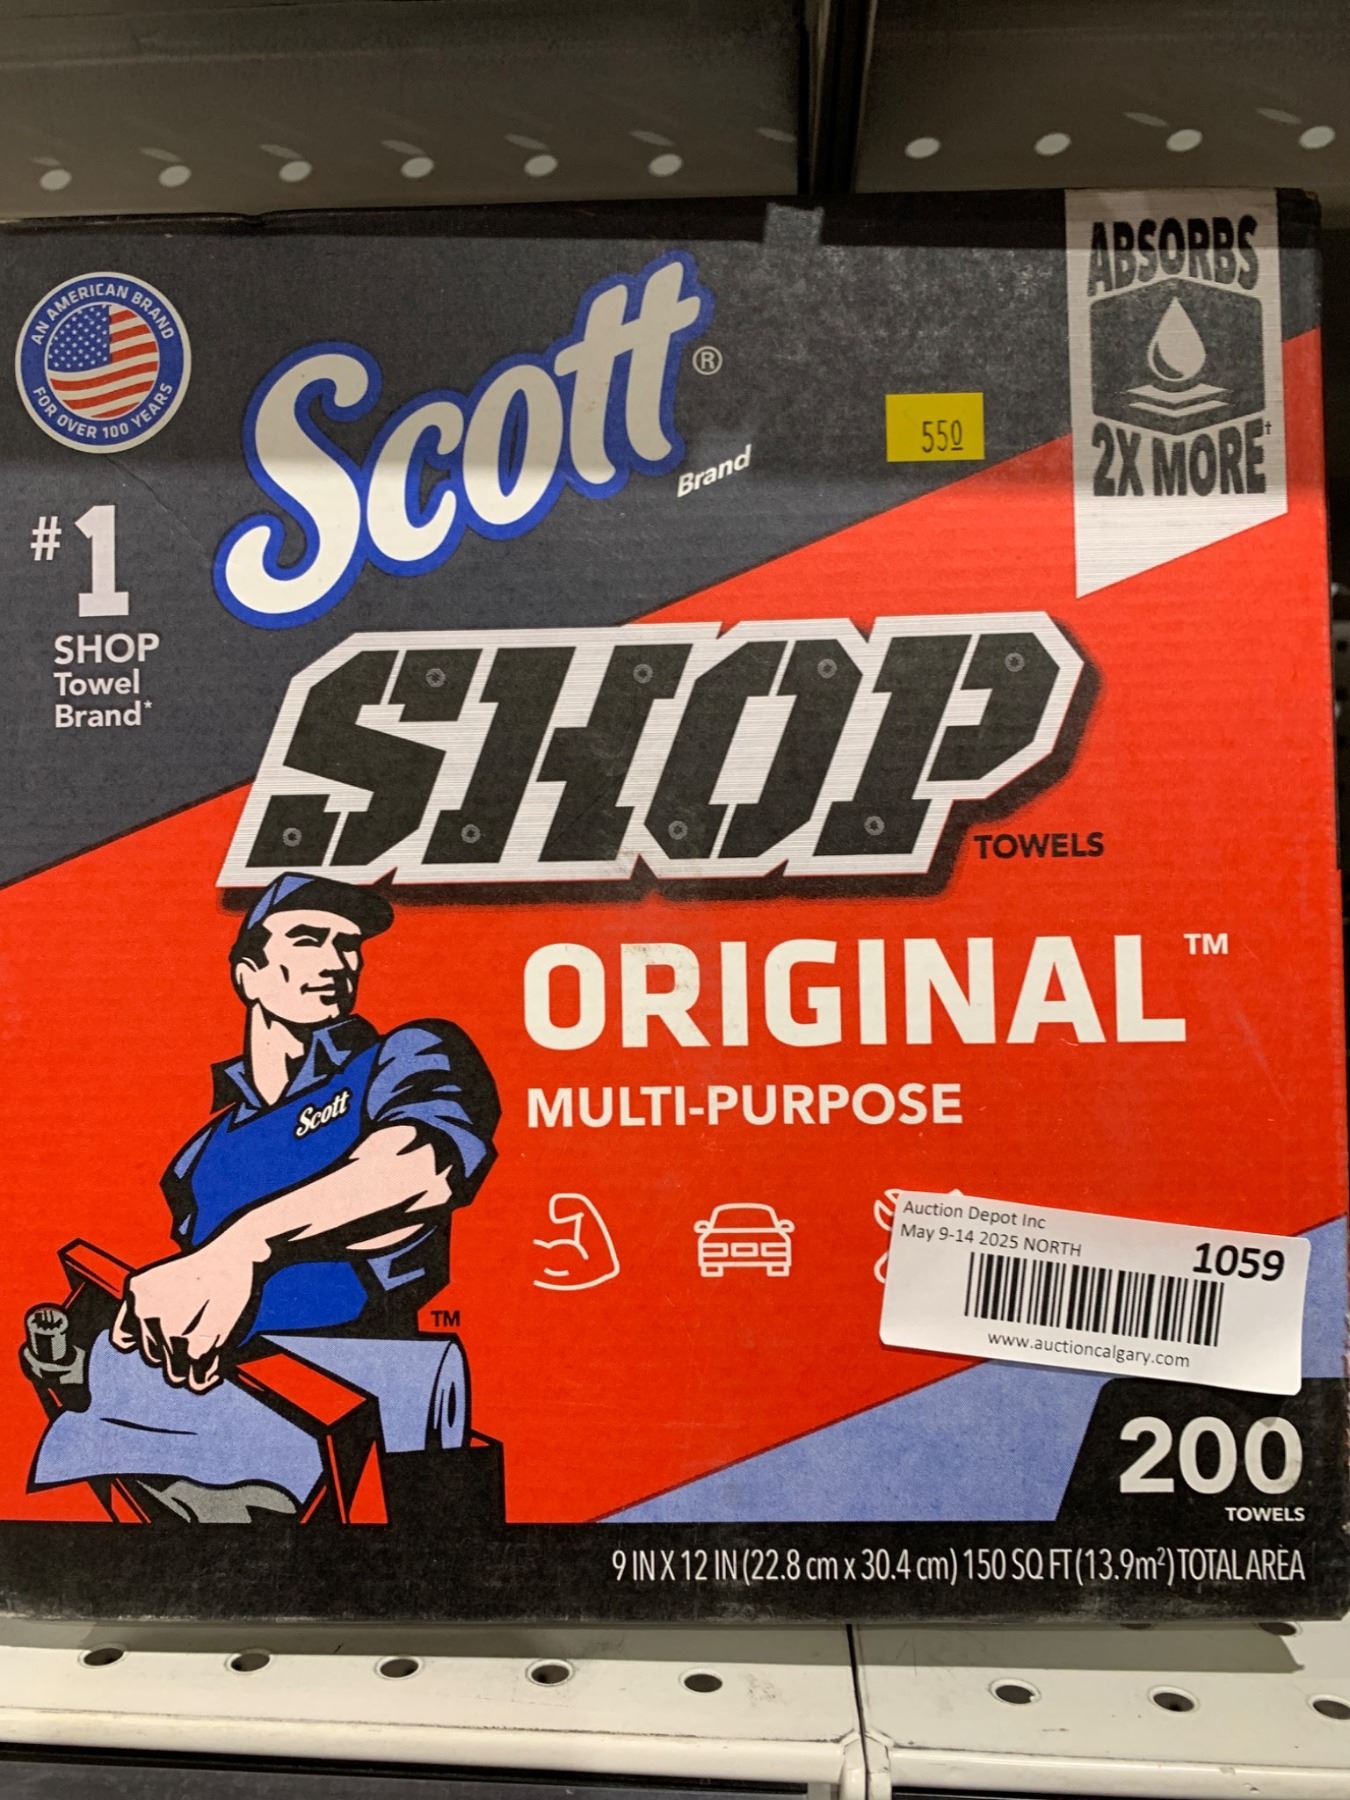 AN AMERICAN BRAND
FOR OVER 100 YEARS
Scott®
Brand
550
ABSORBS
2X MORE†
#1
SHOP
Towel
Brand*
SHOP
TOWELS
ORIGINAL™
MULTI-PURPOSE
Scott
TM
Auction Depot Inc
May 9-14 2025 NORTH
1059
www.auctioncalgary.com
200
TOWELS
9 IN X 12 IN (22.8 cm x 30.4 cm) 150 SQ FT (13.9m²) TOTAL AREA